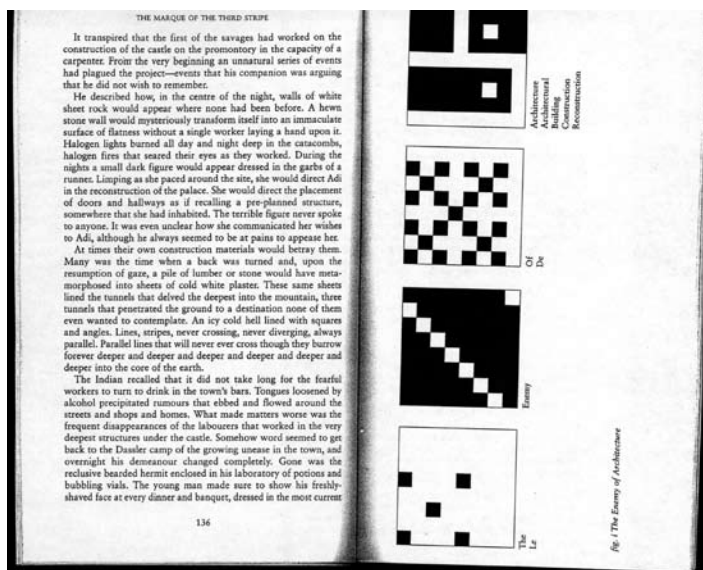 THE MARQUE OF THE THIRD STRIPE
It transpired that the first of the savages had worked on the
construction of the castle on the promontory in the capacity of a
carpenter. From the very beginning an unnatural series of events
had plagued the project—events that his companion was arguing
that he did not wish to remember.
He described how, in the centre of the night, walls of white
sheet rock would appear where none had been before. A hewn
stone wall would mysteriously transform itself into an immaculate
surface of flatness without a single worker laying a hand upon it.
Halogen lights burned all day and night deep in the catacombs,
halogen fires that seared their eyes as they worked. During the
nights a small dark figure would appear dressed in the garbs of a
runner. Limping as she paced around the site, she would direct Adi
in the reconstruction of the palace. She would direct the placement
of doors and hallways as if recalling a pre-planned structure,
somewhere that she had inhabited. The terrible figure never spoke
to anyone. It was even unclear how she communicated her wishes
to Adi, although he always seemed to be at pains to appease her.
At times their own construction materials would betray them.
Many was the time when a back was turned and, upon the
resumption of gaze, a pile of lumber or stone would have meta-
morphosed into sheets of cold white plaster. These same sheets
lined the tunnels that delved the deepest into the mountain, three
tunnels that penetrated the ground to a destination none of them
even wanted to contemplate. An icy cold hell lined with squares
and angles. Lines, stripes, never crossing, never diverging, always
parallel. Parallel lines that will never ever cross though they burrow
forever deeper and deeper and deeper and deeper and deeper and
deeper into the core of the earth.
The Indian recalled that it did not take long for the fearful
workers to turn to drink in the town's bars. Tongues loosened by
alcohol precipitated rumours that ebbed and flowed around the
streets and shops and homes. What made matters worse was the
frequent disappearances of the labourers that worked in the very
deepest structures under the castle. Somehow word seemed to get
back to the Dassler camp of the growing unease in the town, and
overnight his demeanour changed completely. Gone was the
reclusive bearded hermit enclosed in his laboratory of potions and
bubbling vials. The young man made sure to show his freshly-
shaved face at every dinner and banquet, dressed in the most current
136
Architecture
Architectural
Building
Construction
Reconstruction
Of
De
Enemy
The
Le
fig. i The Enemy of Architecture